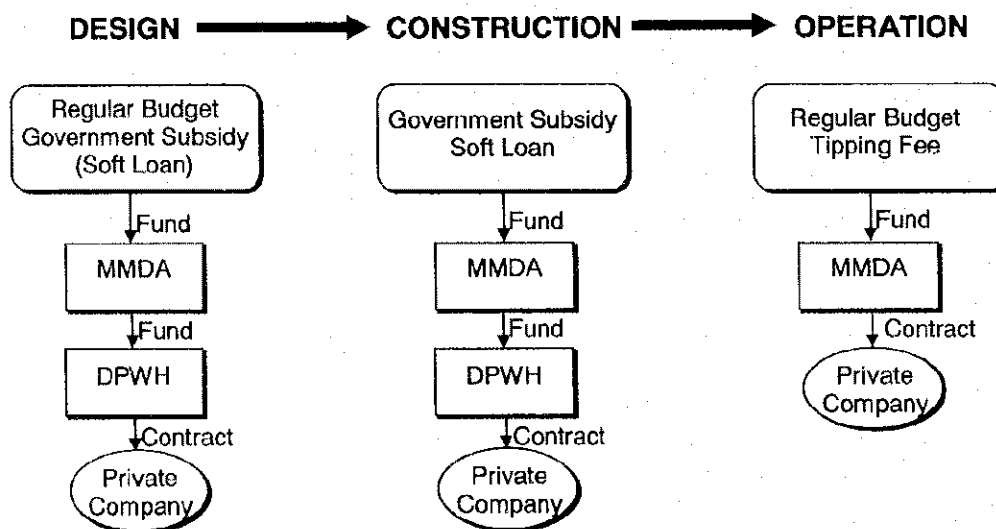 DESIGN
CONSTRUCTION
OPERATION
Regular Budget
Government Subsidy
(Soft Loan)
Fund
MMDA
Fund
DPWH
Contract
Private
Company
Government Subsidy
Soft Loan
Fund
MMDA
Fund
DPWH
Contract
Private
Company
Regular Budget
Tipping Fee
Fund
MMDA
Contract
Private
Company